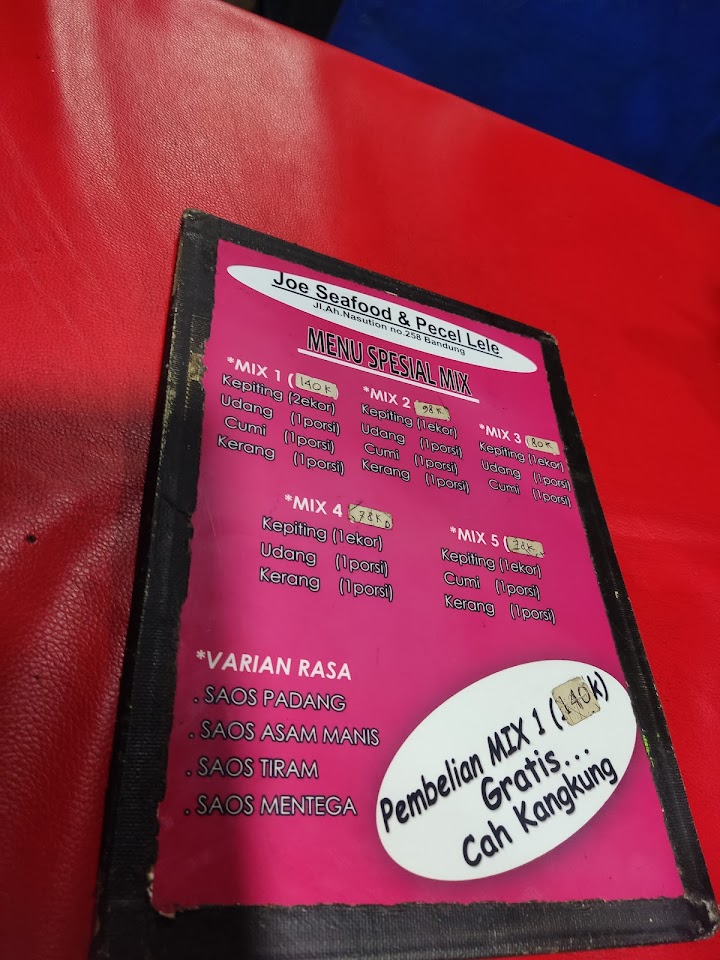 Joe Seafood & Pecel Lele
Jl.Ah.Nasution no.258 Bandung
MENU SPESIAL MIX
*MIX 1 (140K)
Kepiting (2ekor)
Udang (1porsi)
Cumi (1porsi)
Kerang (1porsi)
*MIX 2 98K
Kepiting (1ekor)
Udang (1porsi)
Cumi (1porsi)
Kerang (1porsi)
*MIX 3 (80K
Kepiting (1ekor)
Udang (1porsi)
Cumi (1porsi)
*MIX 4 (78K
Kepiting (1ekor)
Udang (1porsi)
Kerang (1porsi)
*MIX 5 (
Kepiting (1ekor)
Cumi (1porsi)
Kerang (1porsi)
*VARIAN RASA
. SAOS PADANG
. SAOS ASAM MANIS
. SAOS TIRAM
. SAOS MENTEGA
Pembelian MIX 1 (140k)
Gratis...
Cah Kangkung